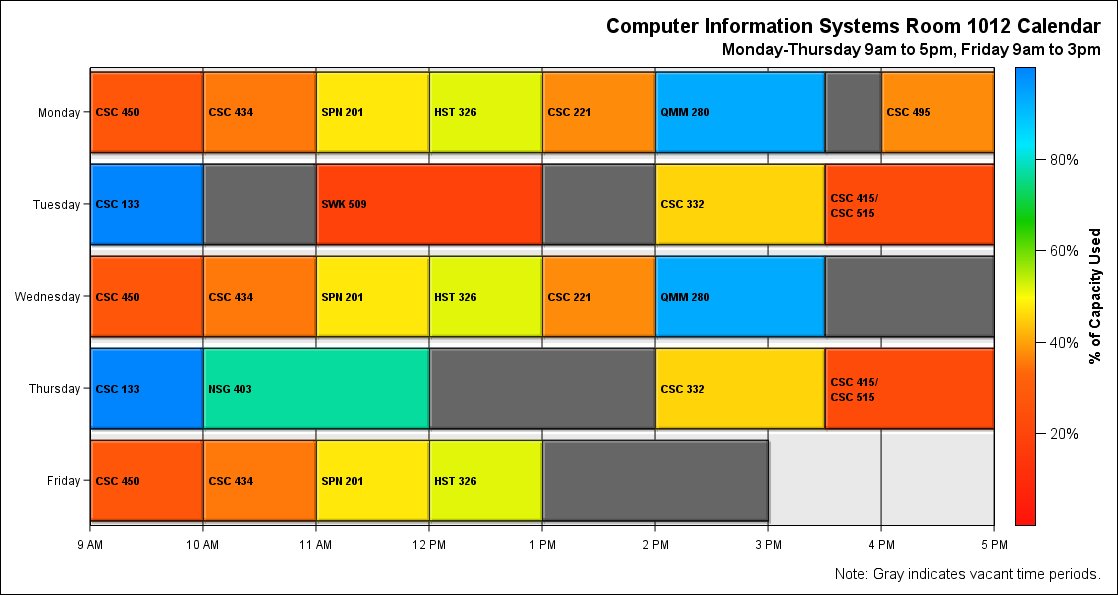 Computer Information Systems Room 1012 Calendar
Monday-Thursday 9am to 5pm, Friday 9am to 3pm
Monday
CSC 450
CSC 434
SPN 201
HST 326
CSC 221
QMM 280
CSC 495
Tuesday
CSC 133
SWK 509
CSC 332
CSC 415/
CSC 515
Wednesday
CSC 450
CSC 434
SPN 201
HST 326
CSC 221
QMM 280
Thursday
CSC 133
NSG 403
CSC 332
CSC 415/
CSC 515
Friday
CSC 450
CSC 434
SPN 201
HST 326
9 AM
10 AM
11 AM
12 PM
1 PM
2 PM
3 PM
4 PM
5 PM
80%
60%
40%
20%
% of Capacity Used
Note: Gray indicates vacant time periods.